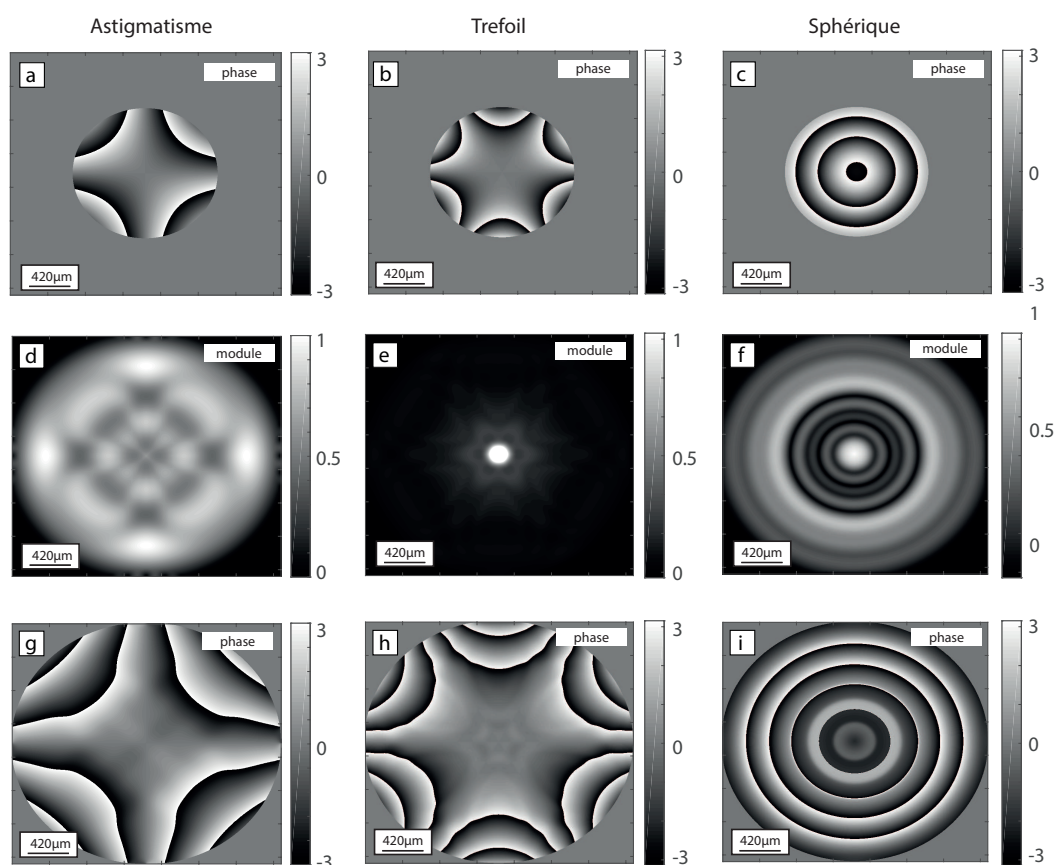 Astigmatisme
Trefoil
Sphérique
a
phase
3
0
-3
420µm
b
phase
3
0
-3
420µm
c
phase
3
0
-3
420µm
d
module
1
0.5
0
420µm
e
module
1
0.5
0
420µm
f
module
1
0.5
0
420µm
g
phase
3
0
-3
420µm
h
phase
3
0
-3
420µm
i
phase
3
0
-3
420µm